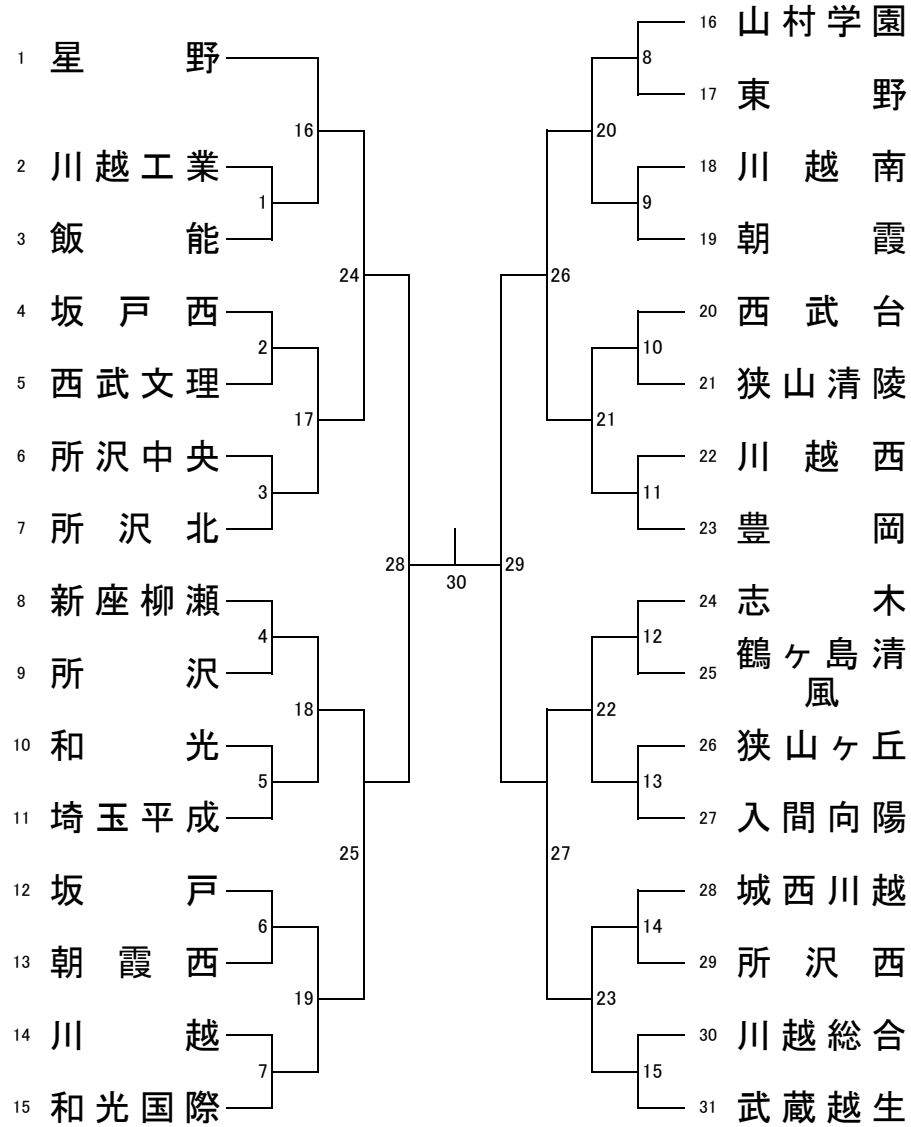 1 星野
2 川越工業
3 飯能
4 坂戸西
5 西武文理
6 所沢中央
7 所沢北
8 新座柳瀬
9 所沢
10 和光
11 埼玉平成
12 坂戸
13 朝霞西
14 川越
15 和光国際
1
2
3
4
5
6
7
16
17
18
19
24
25
28
30
29
26
27
20
21
22
23
8
9
10
11
12
13
14
15
16 山村学園
17 東野
18 川越南
19 朝霞
20 西武台
21 狭山清陵
22 川越西
23 豊岡
24 志木
25 鶴ヶ島清
風
26 狭山ヶ丘
27 入間向陽
28 城西川越
29 所沢西
30 川越総合
31 武蔵越生